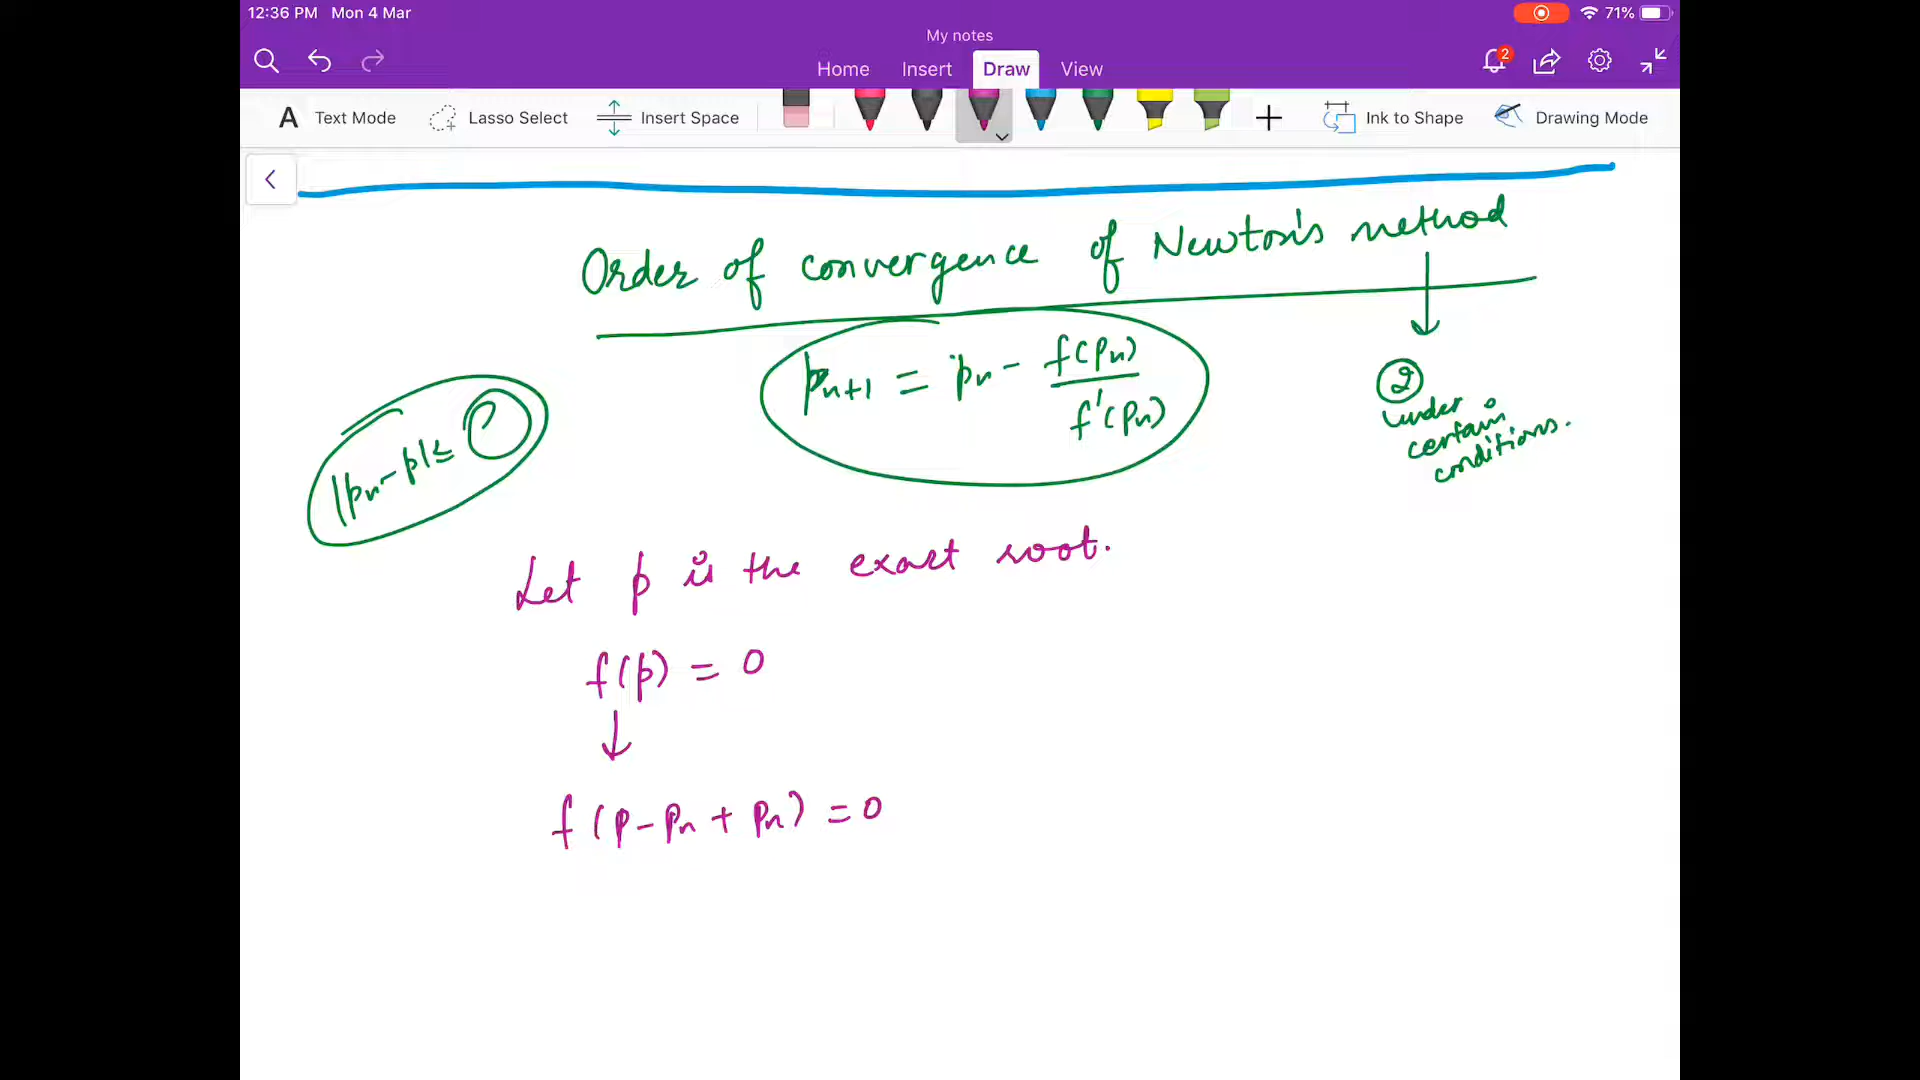 12:36 PM Mon 4 Mar 71%
My notes
Home Insert Draw View 2
A Text Mode Lasso Select Insert Space Ink to Shape Drawing Mode
Order of convergence of Newton's method
pn+1 = pn - f(pn)/f'(pn)
2
under
certain
conditions.
|pn - p| ≤
Let p is the exact root.
f(p) = 0
↓
f(p - pn + pn) = 0